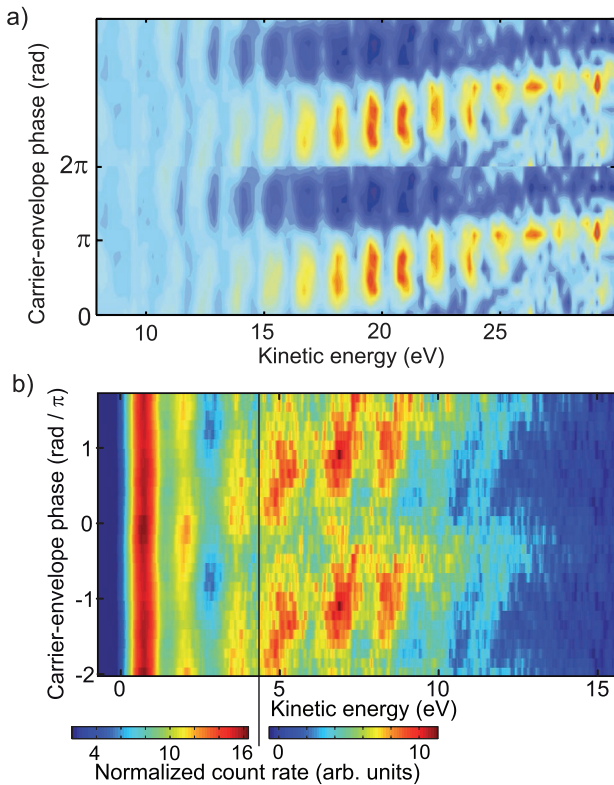 a)
Carrier-envelope phase (rad)
2π
π
0
10 15 20 25
Kinetic energy (eV)
b)
Carrier-envelope phase (rad / π)
1
0
-1
-2
0 5 10 15
Kinetic energy (eV)
4 10 16 0 10
Normalized count rate (arb. units)